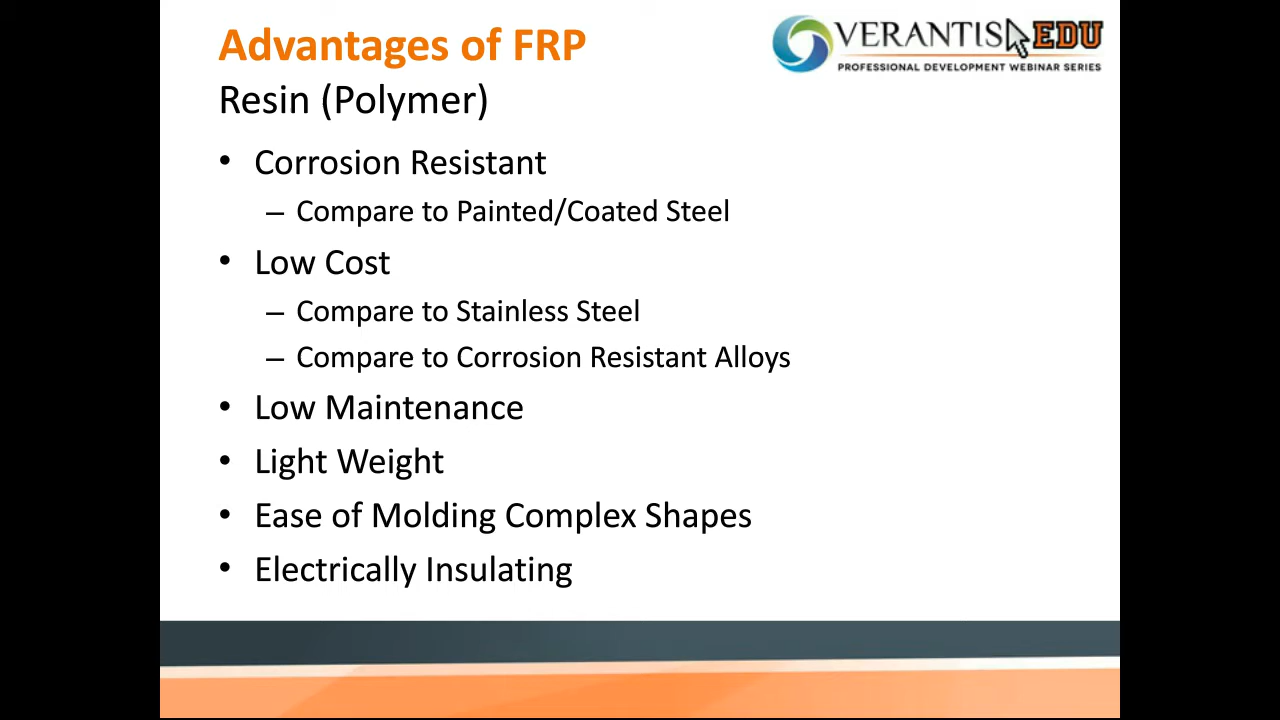 Advantages of FRP
VERANTIS EDU
PROFESSIONAL DEVELOPMENT WEBINAR SERIES
Resin (Polymer)
• Corrosion Resistant
– Compare to Painted/Coated Steel
• Low Cost
– Compare to Stainless Steel
– Compare to Corrosion Resistant Alloys
• Low Maintenance
• Light Weight
• Ease of Molding Complex Shapes
• Electrically Insulating